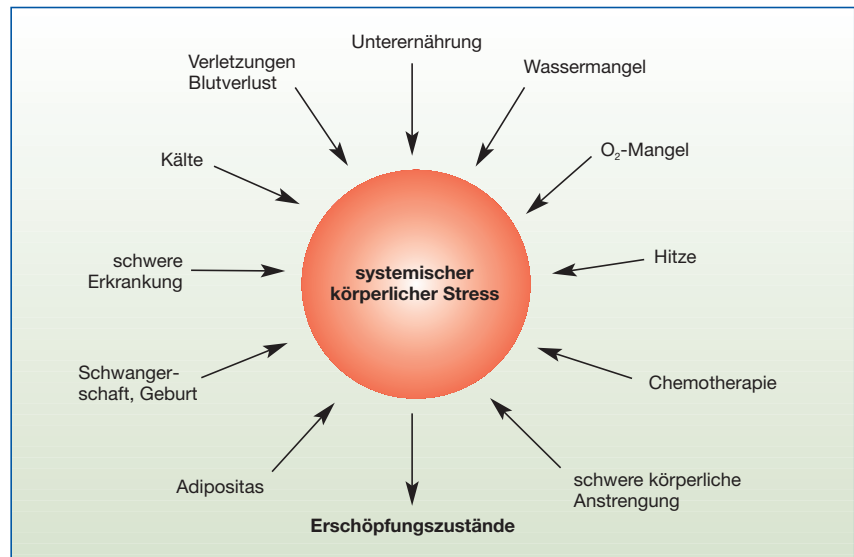 Unterernährung
Verletzungen
Blutverlust
Wassermangel
Kälte
O₂-Mangel
schwere
Erkrankung
systemischer
körperlicher Stress
Hitze
Schwanger-
schaft, Geburt
Chemotherapie
Adipositas
schwere körperliche
Anstrengung
Erschöpfungszustände